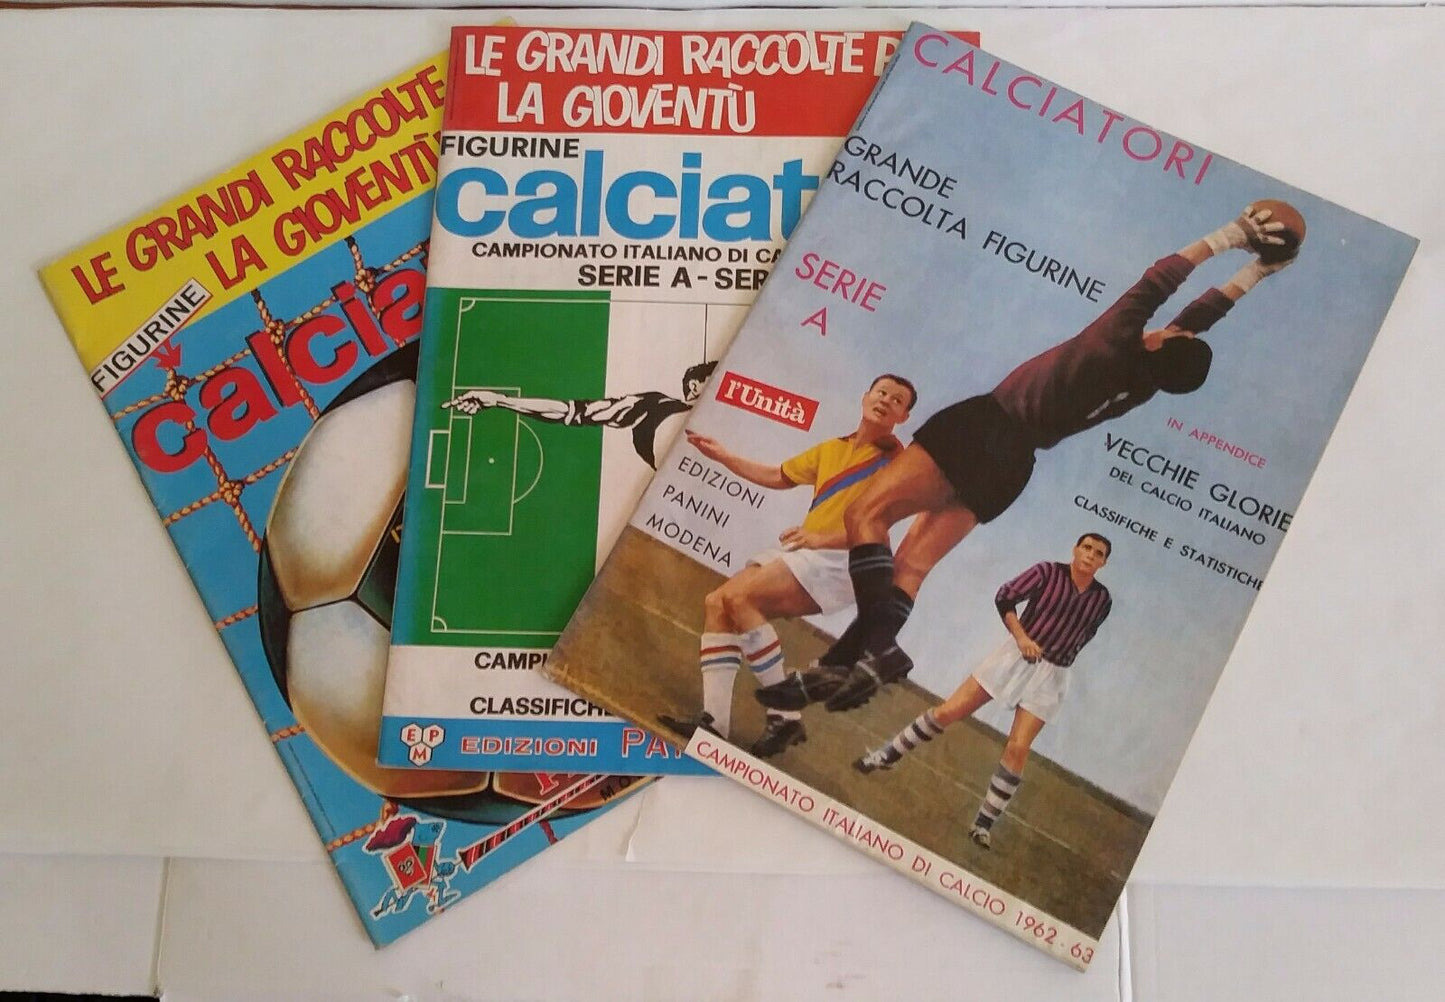 LE GRANDI RACCOLTE
LA GIOVENTÙ
FIGURINE
calcia
LE GRANDI RACCOLTE P
LA GIOVENTÙ
FIGURINE
calciat
CAMPIONATO ITALIANO DI CA
SERIE A - SER
CAMPI
CLASSIFICHE
EPM
EDIZIONI PA
CALCIATORI
GRANDE
RACCOLTA FIGURINE
SERIE
A
l'Unità
EDIZIONI
PANINI
MODENA
IN APPENDICE
VECCHIE GLORIE
DEL CALCIO ITALIANO
CLASSIFICHE E STATISTICHE
CAMPIONATO ITALIANO DI CALCIO 1962-63